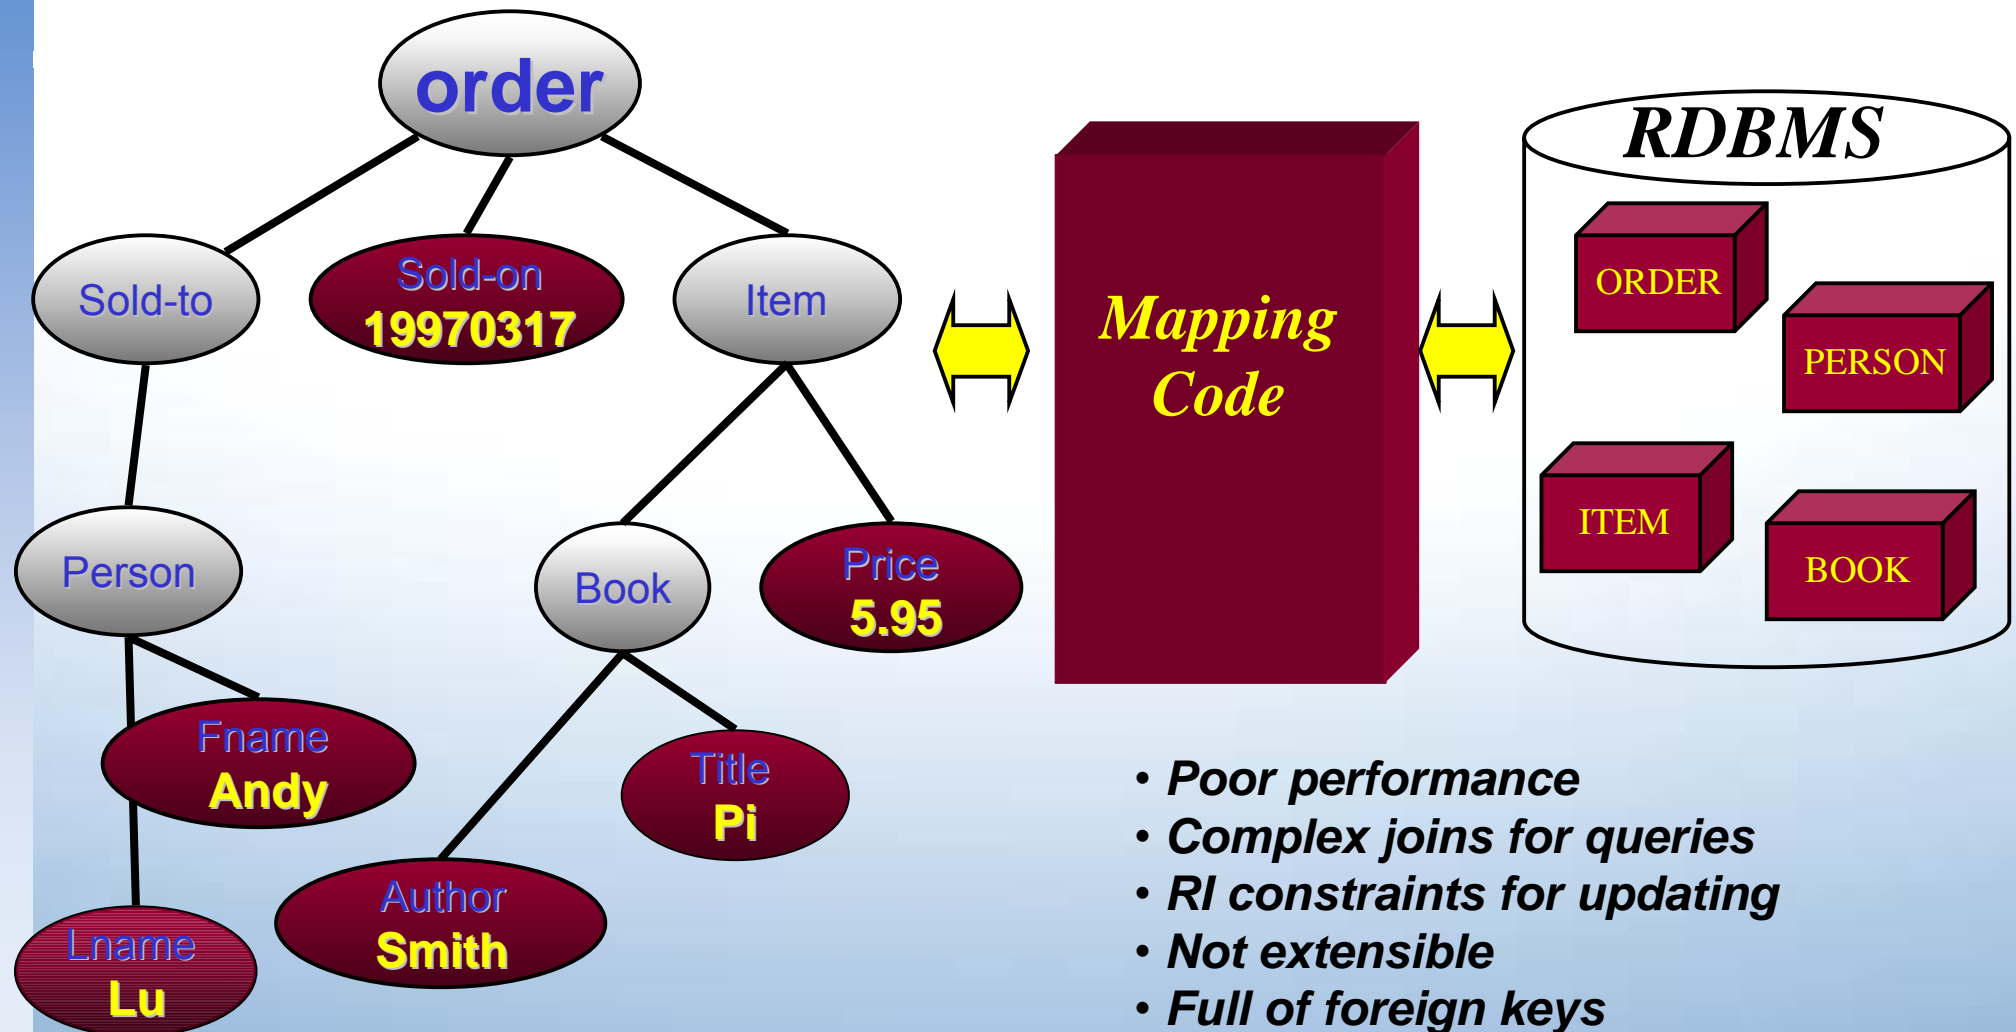 order
Sold-to
Sold-on
19970317
Item
Person
Book
Price
5.95
Fname
Andy
Title
Pi
Author
Smith
Lname
Lu
Mapping
Code
RDBMS
ORDER
PERSON
ITEM
BOOK
• Poor performance
• Complex joins for queries
• RI constraints for updating
• Not extensible
• Full of foreign keys